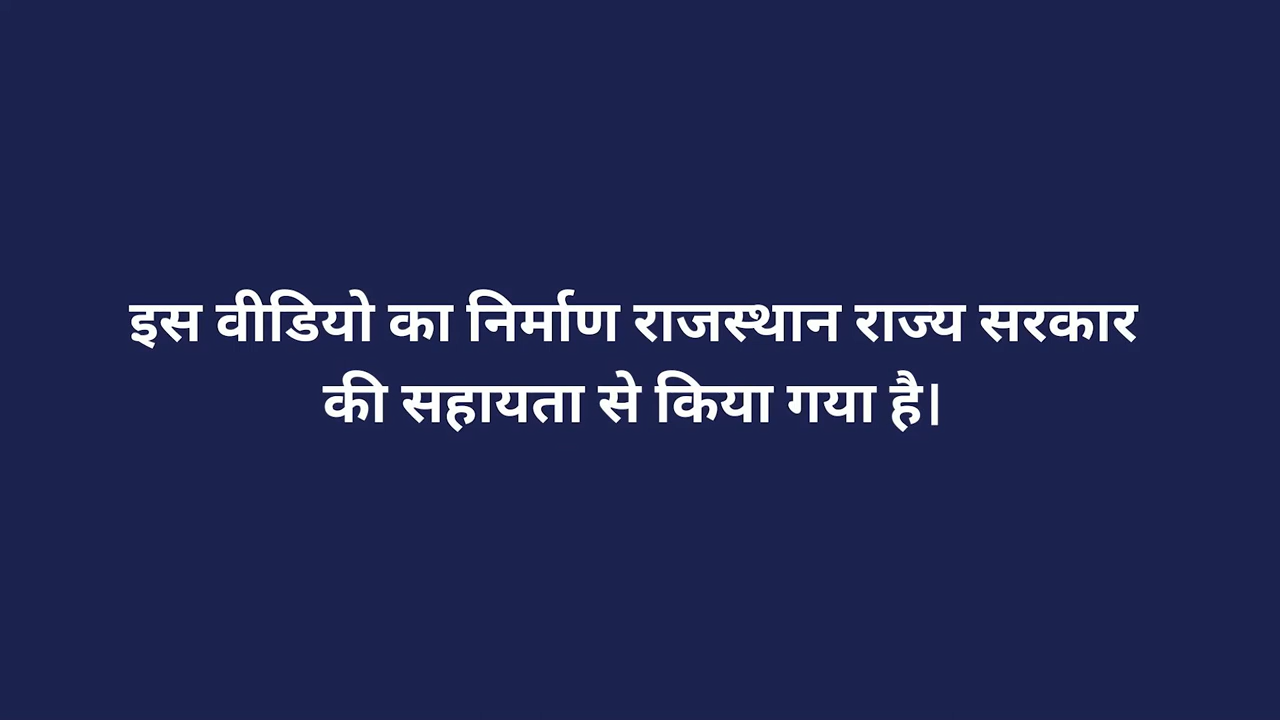 इस वीडियो का निर्माण राजस्थान राज्य सरकार
की सहायता से किया गया है।